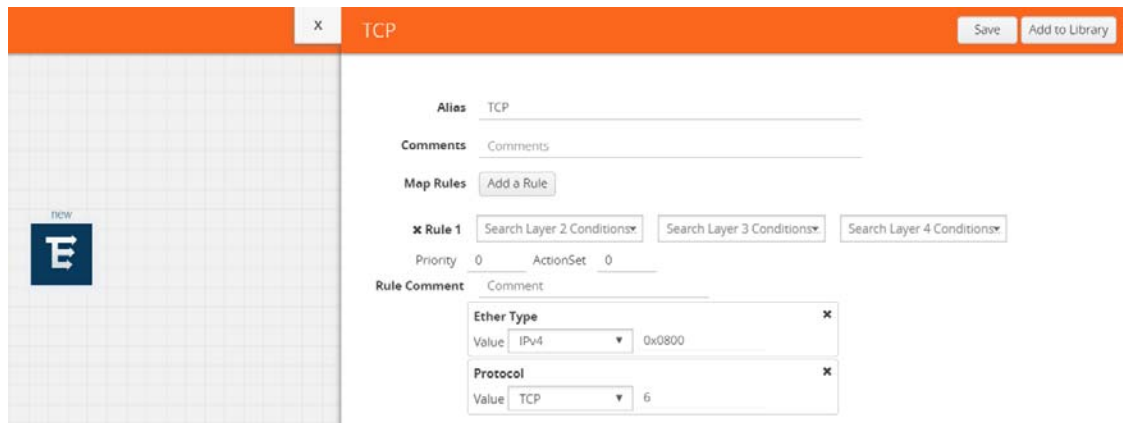 X TCP Save Add to Library
Alias TCP
Comments Comments
Map Rules Add a Rule
new
✖ Rule 1 Search Layer 2 Conditions Search Layer 3 Conditions Search Layer 4 Conditions
Priority 0 ActionSet 0
Rule Comment Comment
Ether Type ✖
Value IPv4 ▼ 0x0800
Protocol ✖
Value TCP ▼ 6